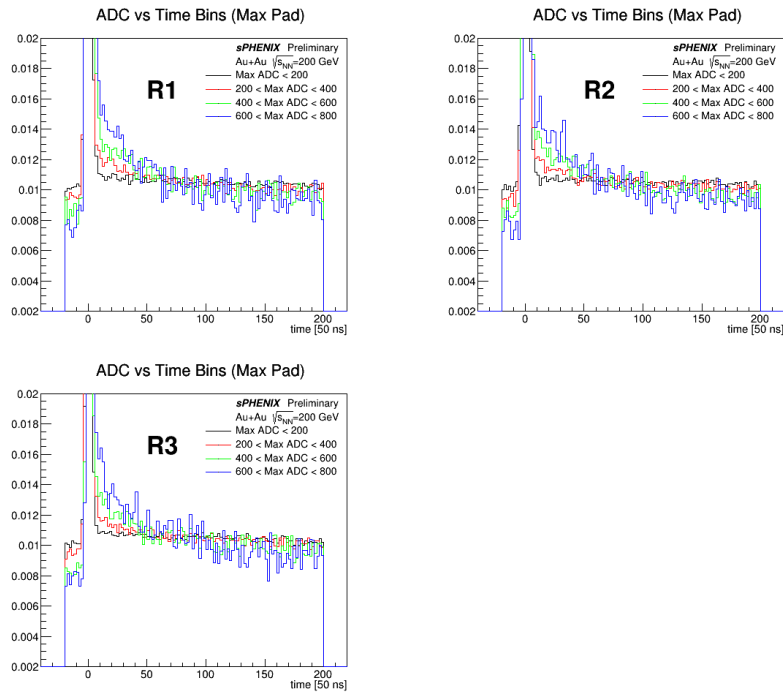 ADC vs Time Bins (Max Pad)
0.02
0.018
0.016
0.014
0.012
0.01
0.008
0.006
0.004
0.002
0 50 100 150 200
time [50 ns]
R1
sPHENIX Preliminary
Au+Au √sNN=200 GeV
Max ADC < 200
200 < Max ADC < 400
400 < Max ADC < 600
600 < Max ADC < 800
ADC vs Time Bins (Max Pad)
0.02
0.018
0.016
0.014
0.012
0.01
0.008
0.006
0.004
0.002
0 50 100 150 200
time [50 ns]
R2
sPHENIX Preliminary
Au+Au √sNN=200 GeV
Max ADC < 200
200 < Max ADC < 400
400 < Max ADC < 600
600 < Max ADC < 800
ADC vs Time Bins (Max Pad)
0.02
0.018
0.016
0.014
0.012
0.01
0.008
0.006
0.004
0.002
0 50 100 150 200
time [50 ns]
R3
sPHENIX Preliminary
Au+Au √sNN=200 GeV
Max ADC < 200
200 < Max ADC < 400
400 < Max ADC < 600
600 < Max ADC < 800